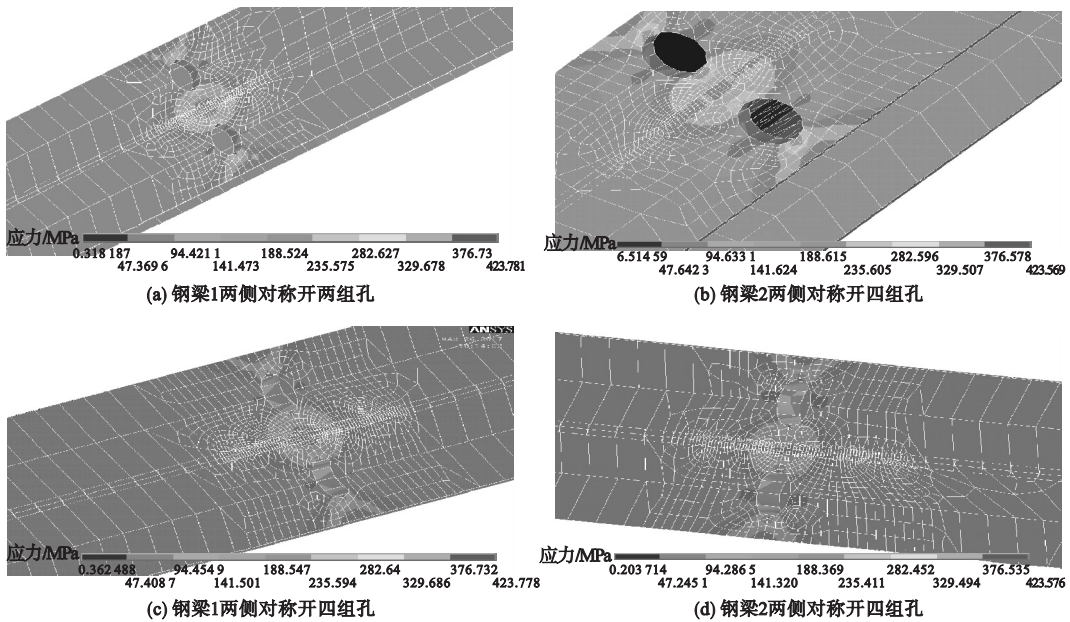 应力/MPa
0.318 187 94.421 1 188.524 282.627 376.73
47.369 6 141.473 235.575 329.678 423.781
(a) 钢梁1两侧对称开两组孔
应力/MPa
6.514 59 94.633 1 188.615 282.596 376.578
47.642 3 141.624 235.605 329.507 423.569
(b) 钢梁2两侧对称开四组孔
ANSYS
应力/MPa
0.362 488 94.454 9 188.547 282.64 376.732
47.408 7 141.501 235.594 329.686 423.778
(c) 钢梁1两侧对称开四组孔
应力/MPa
0.203 714 94.286 5 188.369 282.452 376.535
47.245 1 141.320 235.411 329.494 423.576
(d) 钢梁2两侧对称开四组孔